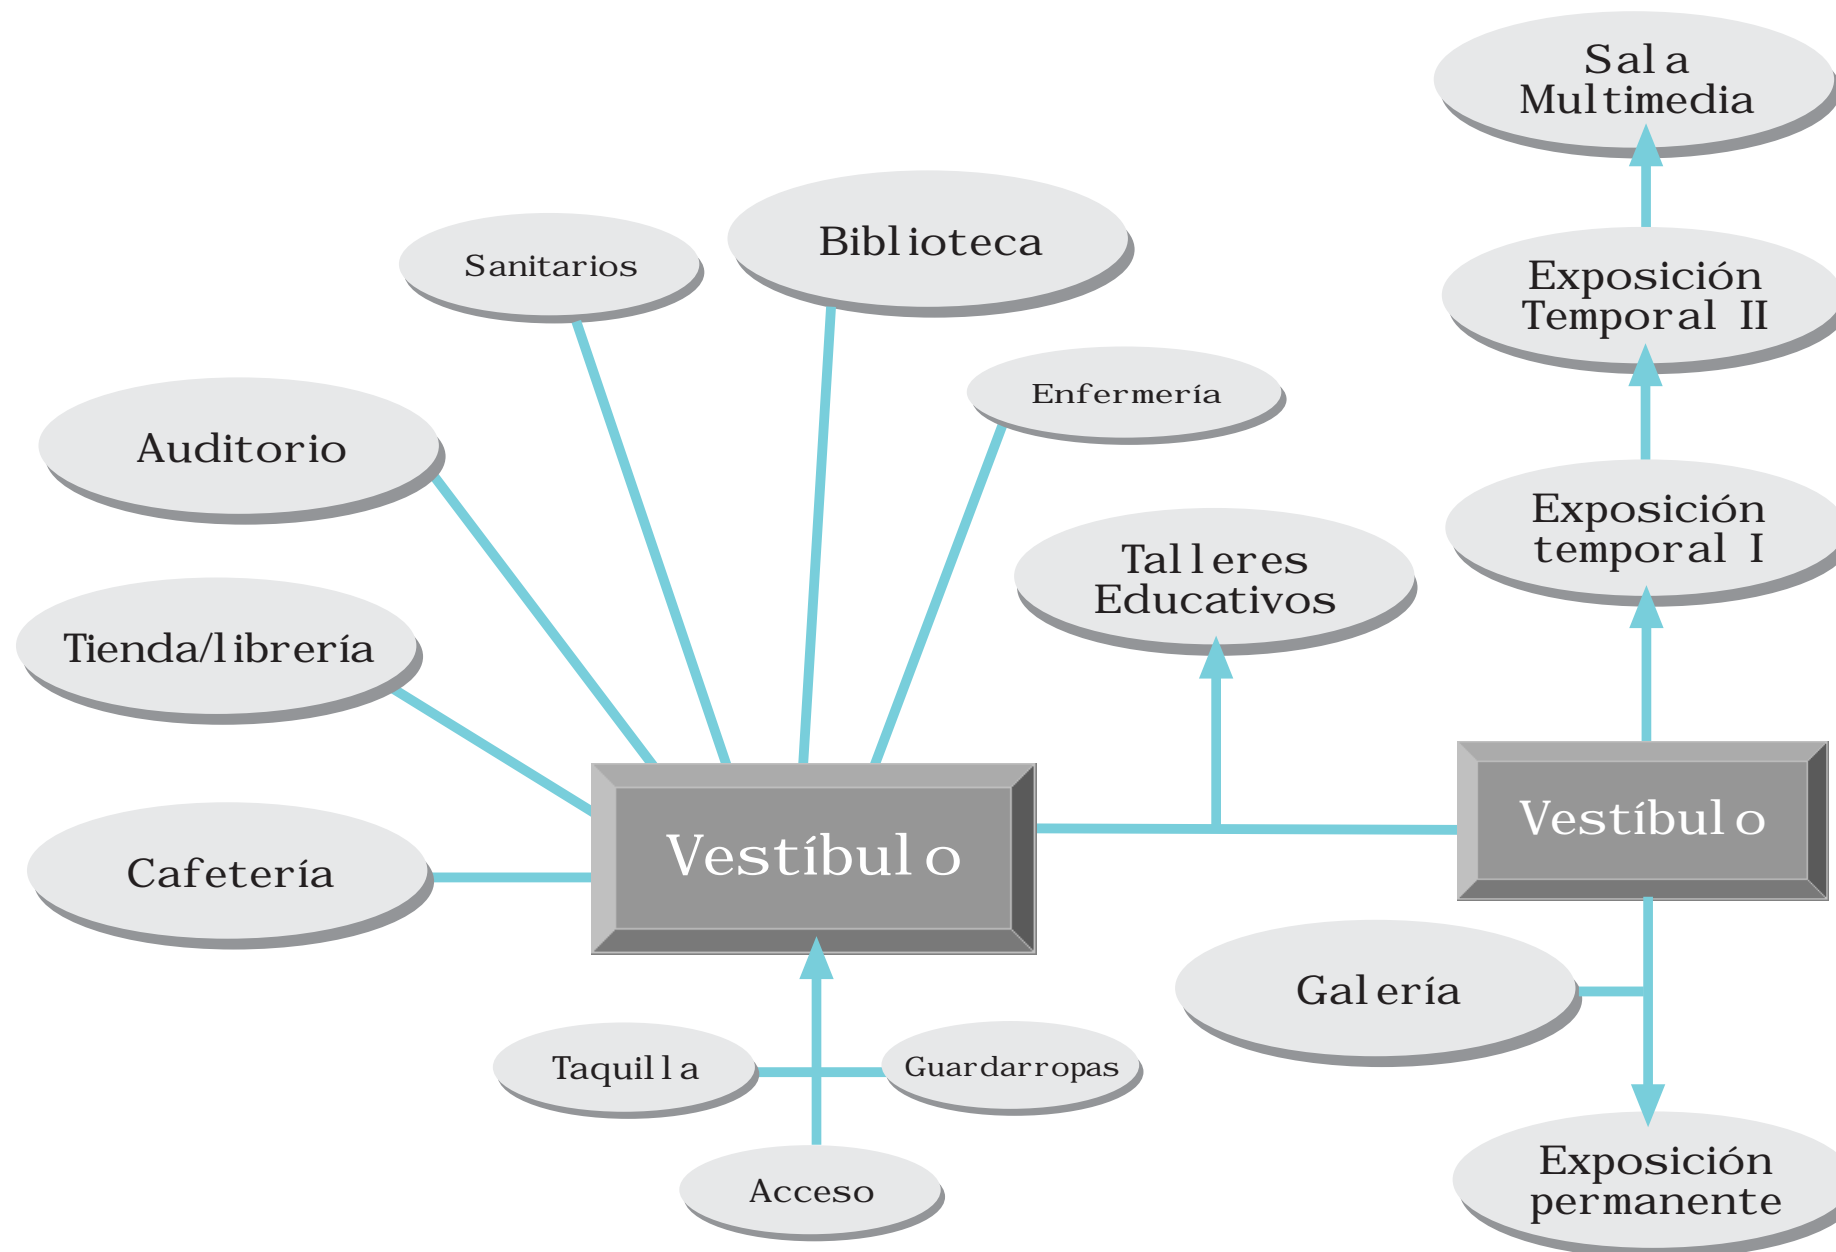 Sala
Multimedia
Biblioteca
Sanitarios
Exposición
Temporal II
Enfermería
Auditorio
Exposición
temporal I
Talleres
Educativos
Tienda/librería
Vestíbulo
Vestíbulo
Cafetería
Galería
Taquilla
Guardarropas
Acceso
Exposición
permanente